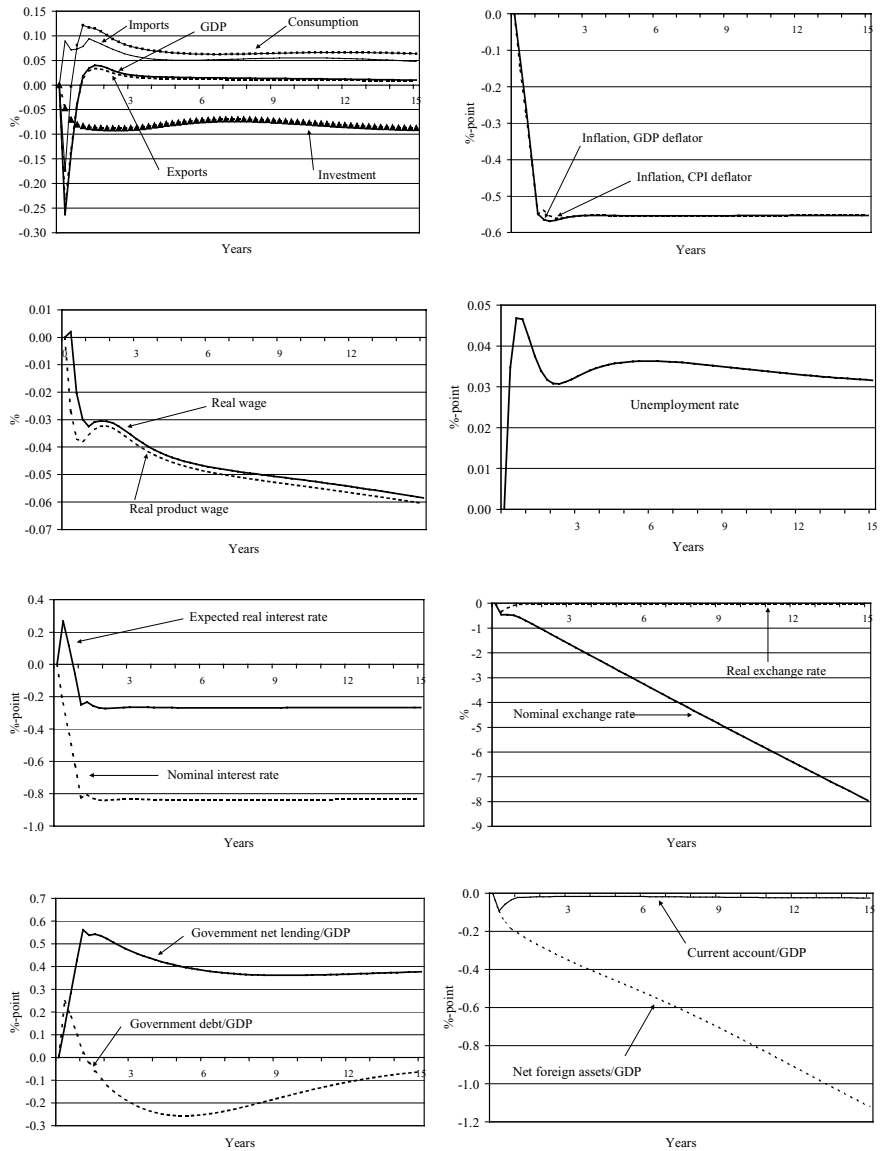 0.15
0.10
0.05
0.00
-0.05
-0.10
-0.15
-0.20
-0.25
-0.30
%
Imports
GDP
Consumption
3 6 9 12 15
Exports
Investment
Years
0.0
-0.1
-0.2
-0.3
-0.4
-0.5
-0.6
%-point
3 6 9 12 15
Inflation, GDP deflator
Inflation, CPI deflator
Years
0.01
0.00
-0.01
-0.02
-0.03
-0.04
-0.05
-0.06
-0.07
%
0 3 6 9 12
Real wage
Real product wage
Years
0.05
0.04
0.03
0.02
0.01
0.00
%-point
Unemployment rate
3 6 9 12 15
Years
0.4
0.2
0.0
-0.2
-0.4
-0.6
-0.8
-1.0
%-point
Expected real interest rate
3 6 9 12 15
Nominal interest rate
Years
0
-1
-2
-3
-4
-5
-6
-7
-8
-9
%
3 6 9 12 15
Real exchange rate
Nominal exchange rate
Years
0.7
0.6
0.5
0.4
0.3
0.2
0.1
0.0
-0.1
-0.2
-0.3
%-point
Government net lending/GDP
Government debt/GDP
3 6 9 12 15
Years
0.0
-0.2
-0.4
-0.6
-0.8
-1.0
-1.2
%-point
3 6 9 12 15
Current account/GDP
Net foreign assets/GDP
Years